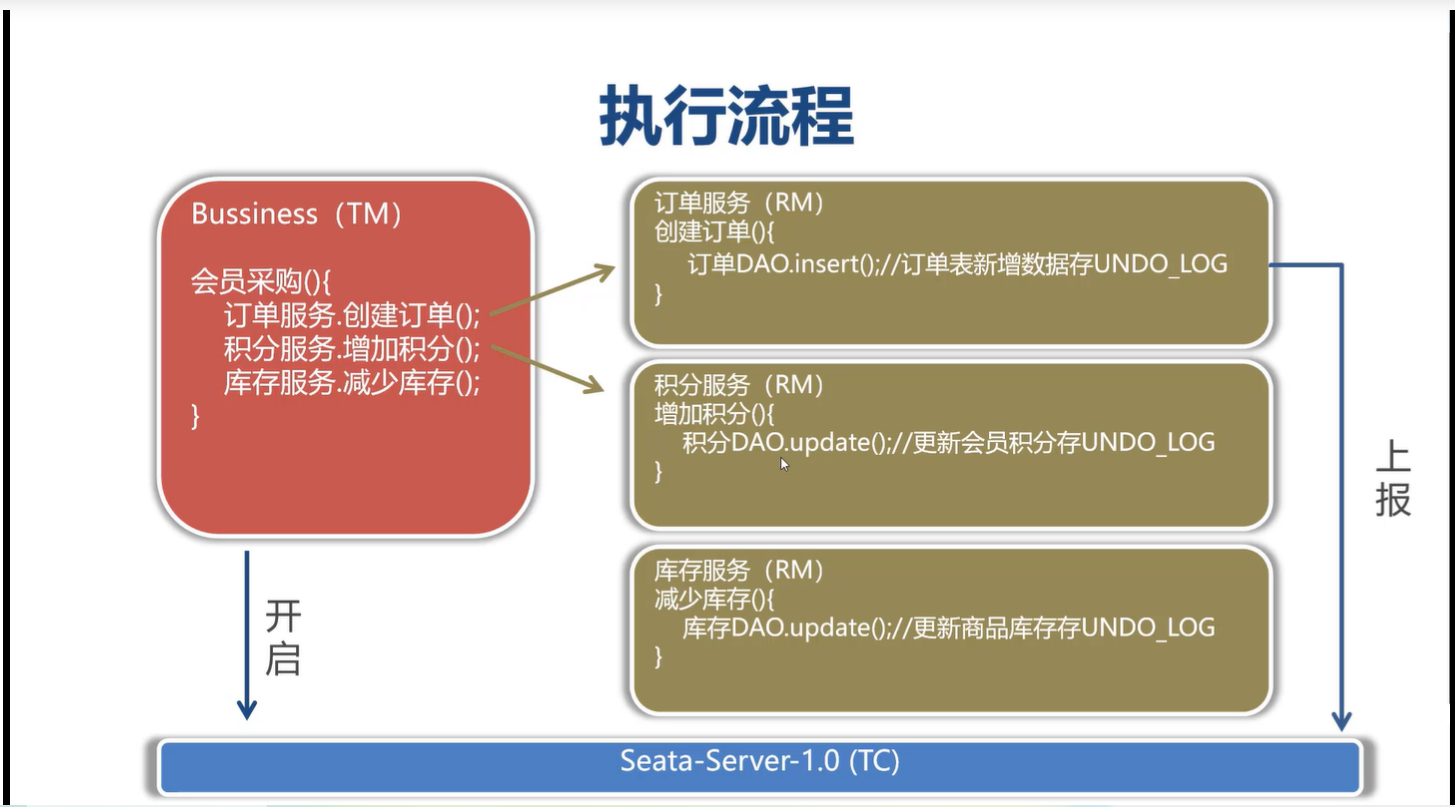 执行流程
Bussiness（TM）
会员采购(){
订单服务.创建订单();
积分服务.增加积分();
库存服务.减少库存();
}
订单服务（RM）
创建订单(){
订单DAO.insert();//订单表新增数据存UNDO_LOG
}
积分服务（RM）
增加积分(){
积分DAO.update();//更新会员积分存UNDO_LOG
}
库存服务（RM）
减少库存(){
库存DAO.update();//更新商品库存存UNDO_LOG
}
开
启
上
报
Seata-Server-1.0 (TC)